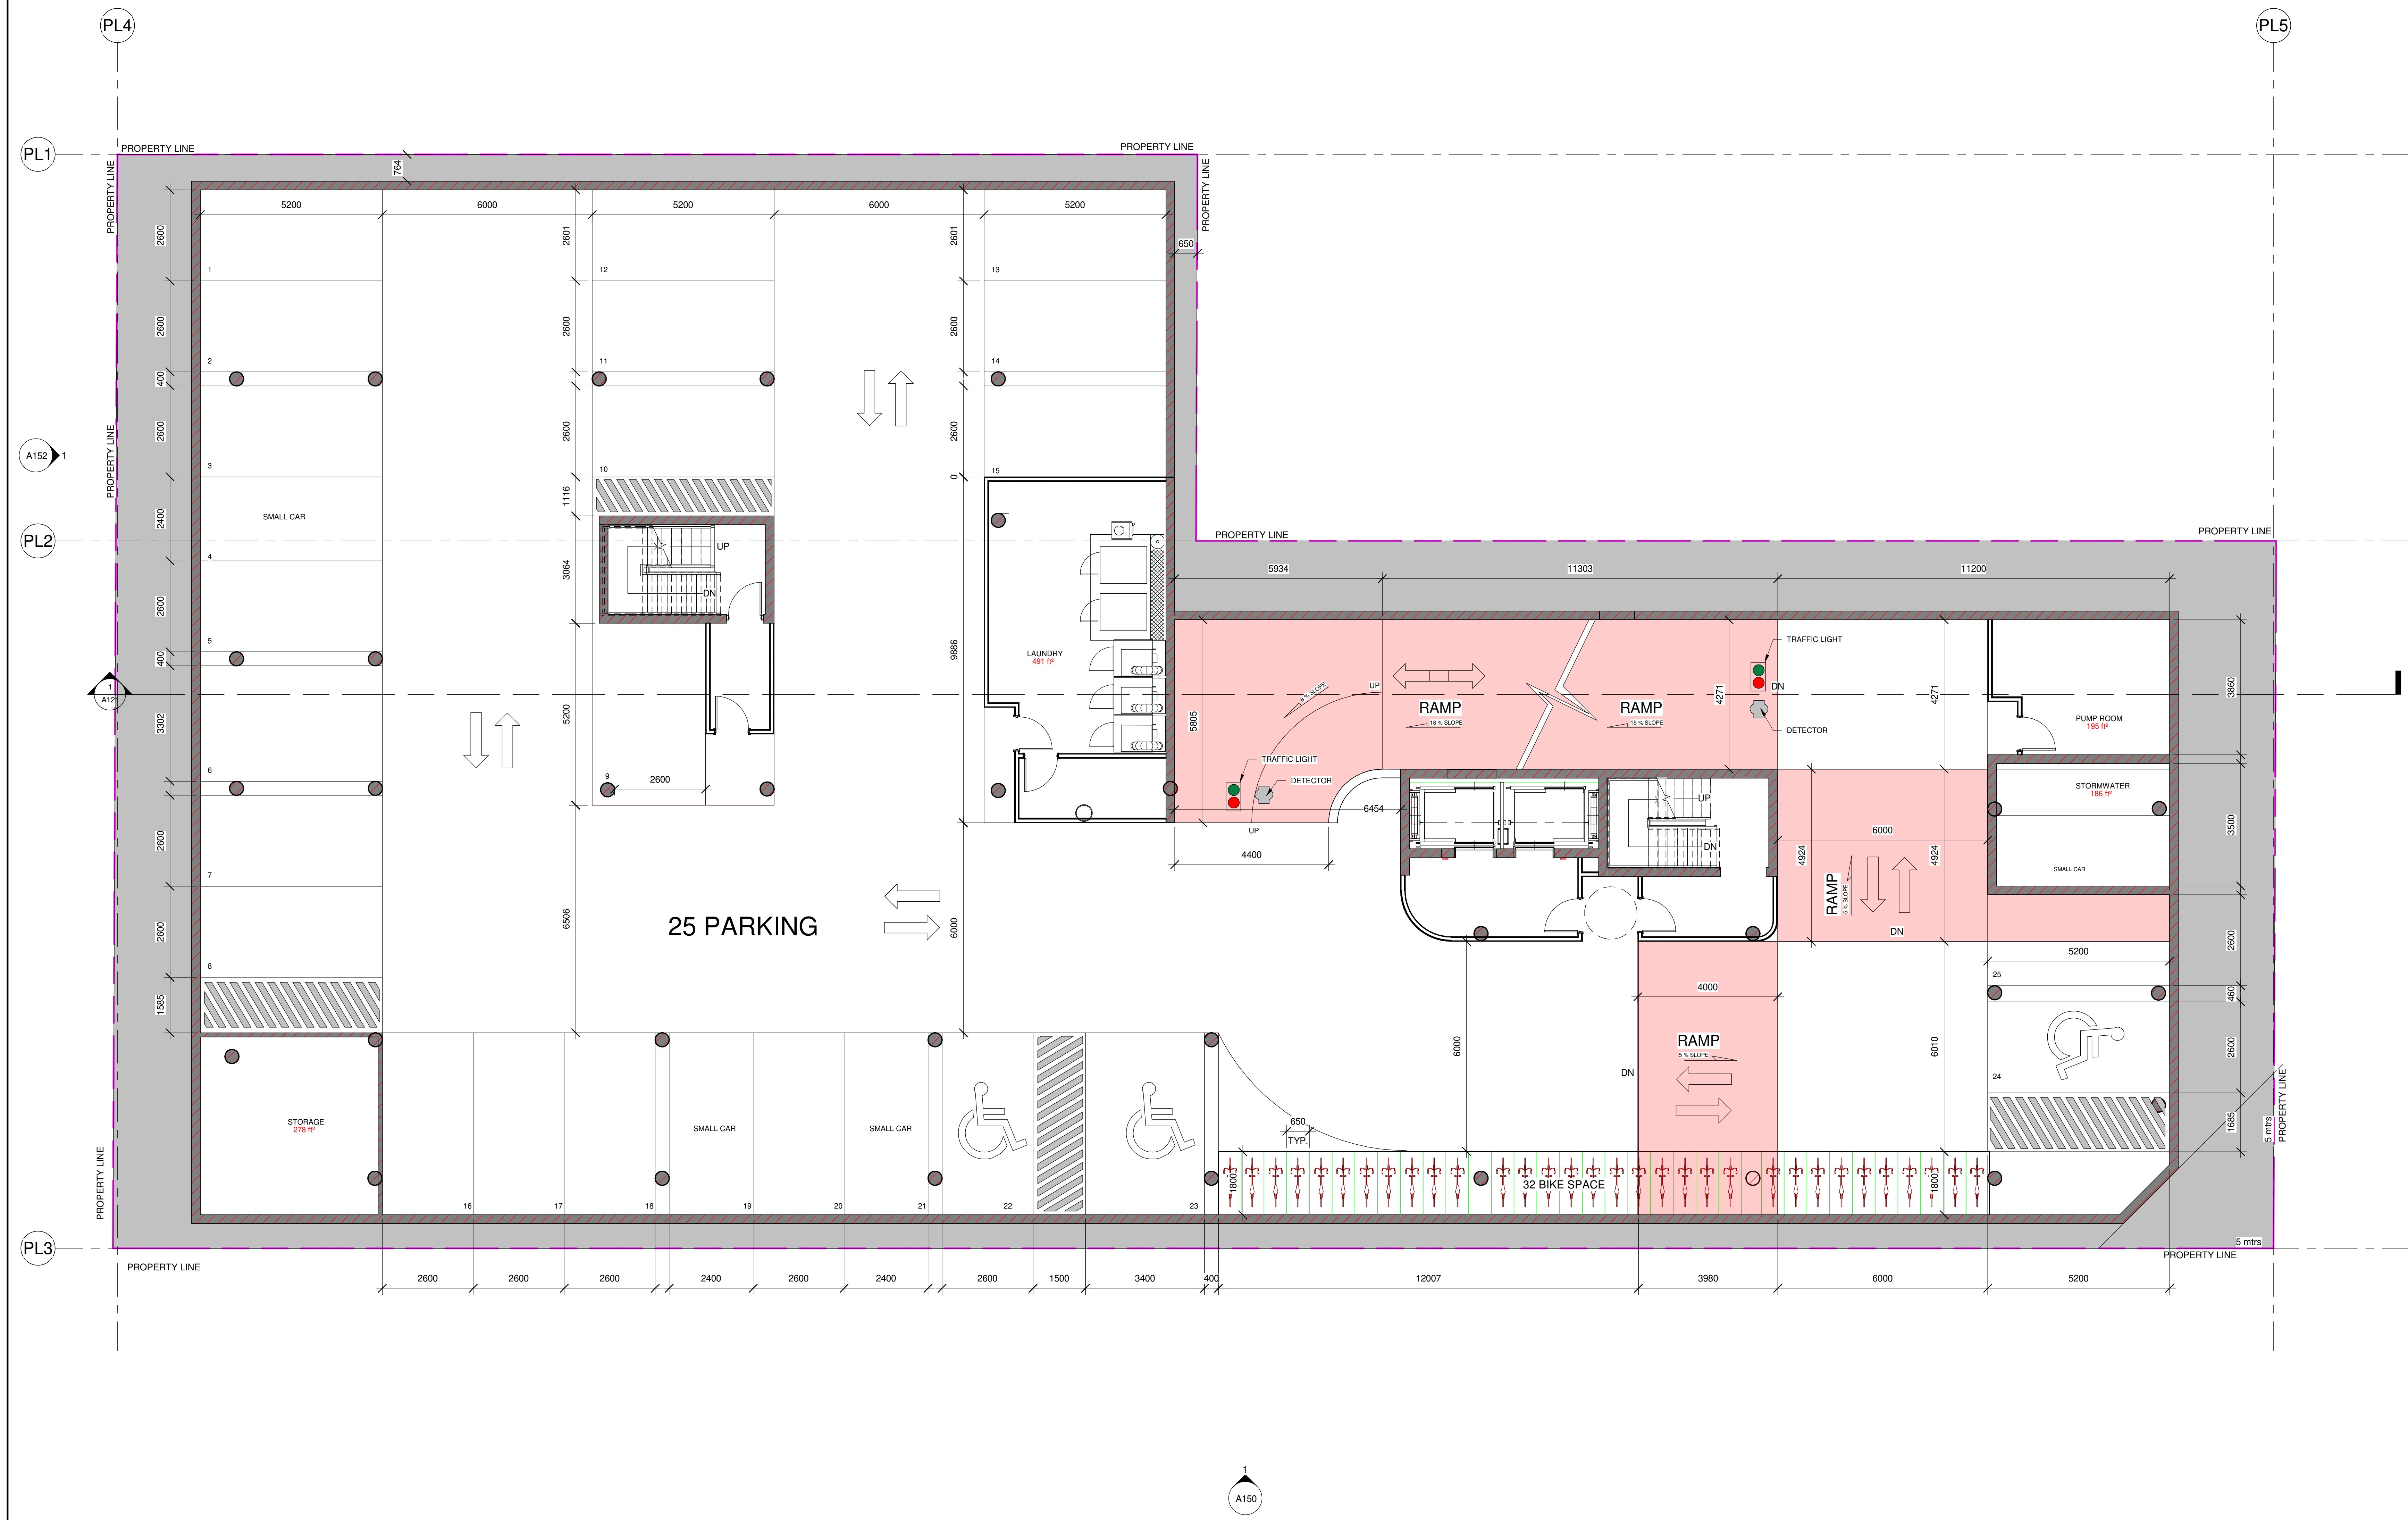 PL4
PL5
PL1
PROPERTY LINE
PROPERTY LINE
764
PROPERTY LINE
PROPERTY LINE
5200
6000
5200
6000
5200
2600
2601
2601
650
1
12
13
2600
2600
2600
2
11
14
400
2600
2600
2600
PROPERTY LINE
A152
1
3
10
15
0
1116
2400
SMALL CAR
PL2
PROPERTY LINE
PROPERTY LINE
UP
4
3064
5934
11303
11200
DN
2600
5
400
LAUNDRY
491 ft²
9886
TRAFFIC LIGHT
8 % SLOPE
UP
DN
1
A121
4271
4271
3860
3302
5200
5805
RAMP
18 % SLOPE
RAMP
15 % SLOPE
PUMP ROOM
195 ft²
DETECTOR
6
9
2600
TRAFFIC LIGHT
DETECTOR
STORMWATER
186 ft²
6454
UP
UP
6000
3500
2600
DN
4400
4924
4924
SMALL CAR
7
RAMP
5 % SLOPE
25 PARKING
6506
6000
2600
DN
2600
5200
8
25
1585
4000
460
RAMP
5 % SLOPE
6000
6010
2600
DN
24
STORAGE
278 ft²
SMALL CAR
SMALL CAR
650
TYP.
1685
5 mtrs
PROPERTY LINE
1800
32 BIKE SPACE
1800
PROPERTY LINE
16
17
18
19
20
21
22
23
PL3
5 mtrs
PROPERTY LINE
PROPERTY LINE
2600
2600
2600
2400
2600
2400
2600
1500
3400
400
12007
3980
6000
5200
1
A150